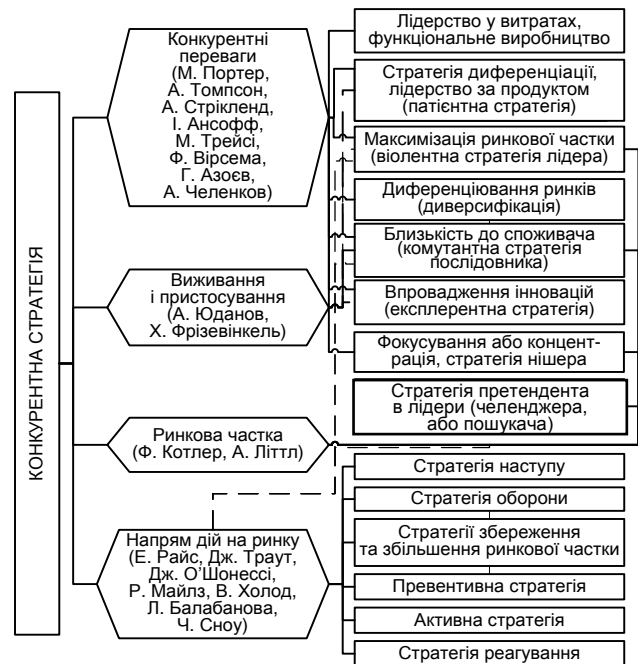 КОНКУРЕНТНА СТРАТЕГІЯ
Конкурентні
переваги
(М. Портер,
А. Томпсон,
А. Стрікленд,
І. Ансофф,
М. Трейсі,
Ф. Вірсема,
Г. Азоєв,
А. Челенков)
Виживання
і пристосування
(А. Юданов,
Х. Фрізевінкель)
Ринкова частка
(Ф. Котлер, А. Літтл)
Напрям дій на ринку
(Е. Райс, Дж. Траут,
Дж. О’Шонессі,
Р. Майлз, В. Холод,
Л. Балабанова,
Ч. Сноу)
Лідерство у витратах,
функціональне виробництво
Стратегія диференціації,
лідерство за продуктом
(патієнтна стратегія)
Максимізація ринкової частки
(віолентна стратегія лідера)
Диференціювання ринків
(диверсифікація)
Близькість до споживача
(комутантна стратегія
послідовника)
Впровадження інновацій
(експлерентна стратегія)
Фокусування або концент-
рація, стратегія нішера
Стратегія претендента
в лідери (челенджера,
або пошукача)
Стратегія наступу
Стратегія оборони
Стратегії збереження
та збільшення ринкової частки
Превентивна стратегія
Активна стратегія
Стратегія реагування